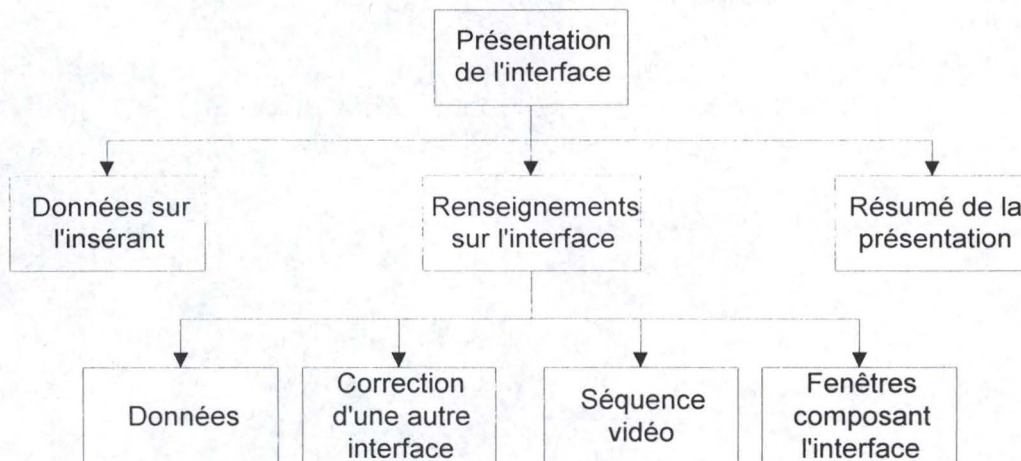 Présentation
de l'interface
Données sur
l'insérant
Renseignements
sur l'interface
Résumé de la
présentation
Données
Correction
d'une autre
interface
Séquence
vidéo
Fenêtres
composant
l'interface